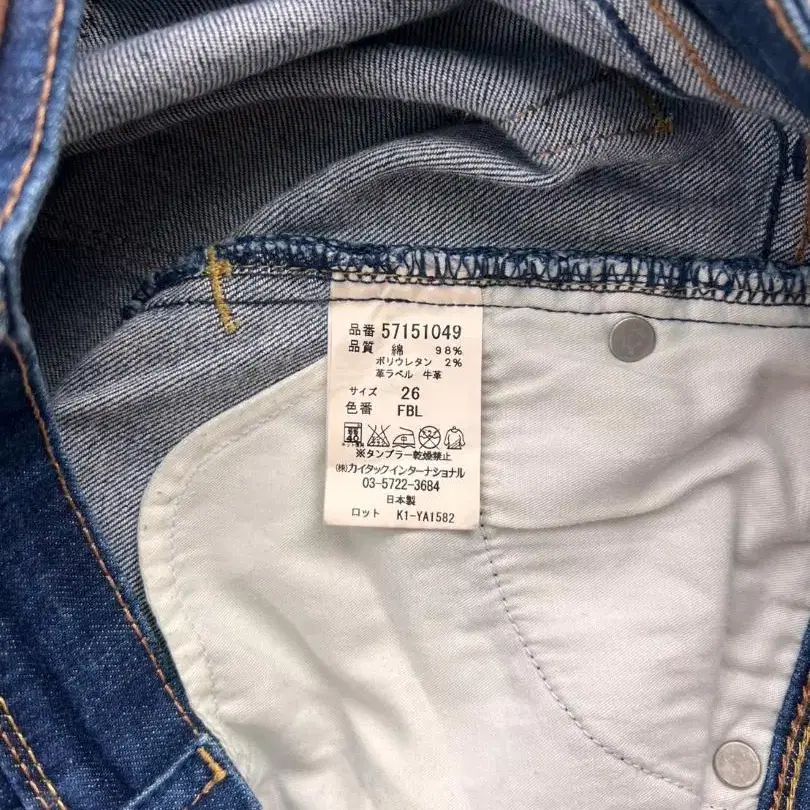 品番 57151049
品質 綿 98%
ポリウレタン 2%
革ラベル 牛革
サイズ 26
色番 FBL
※タンブラー乾燥禁止
(株)カイタックインターナショナル
03-5722-3684
日本製
ロット K1-YA1582